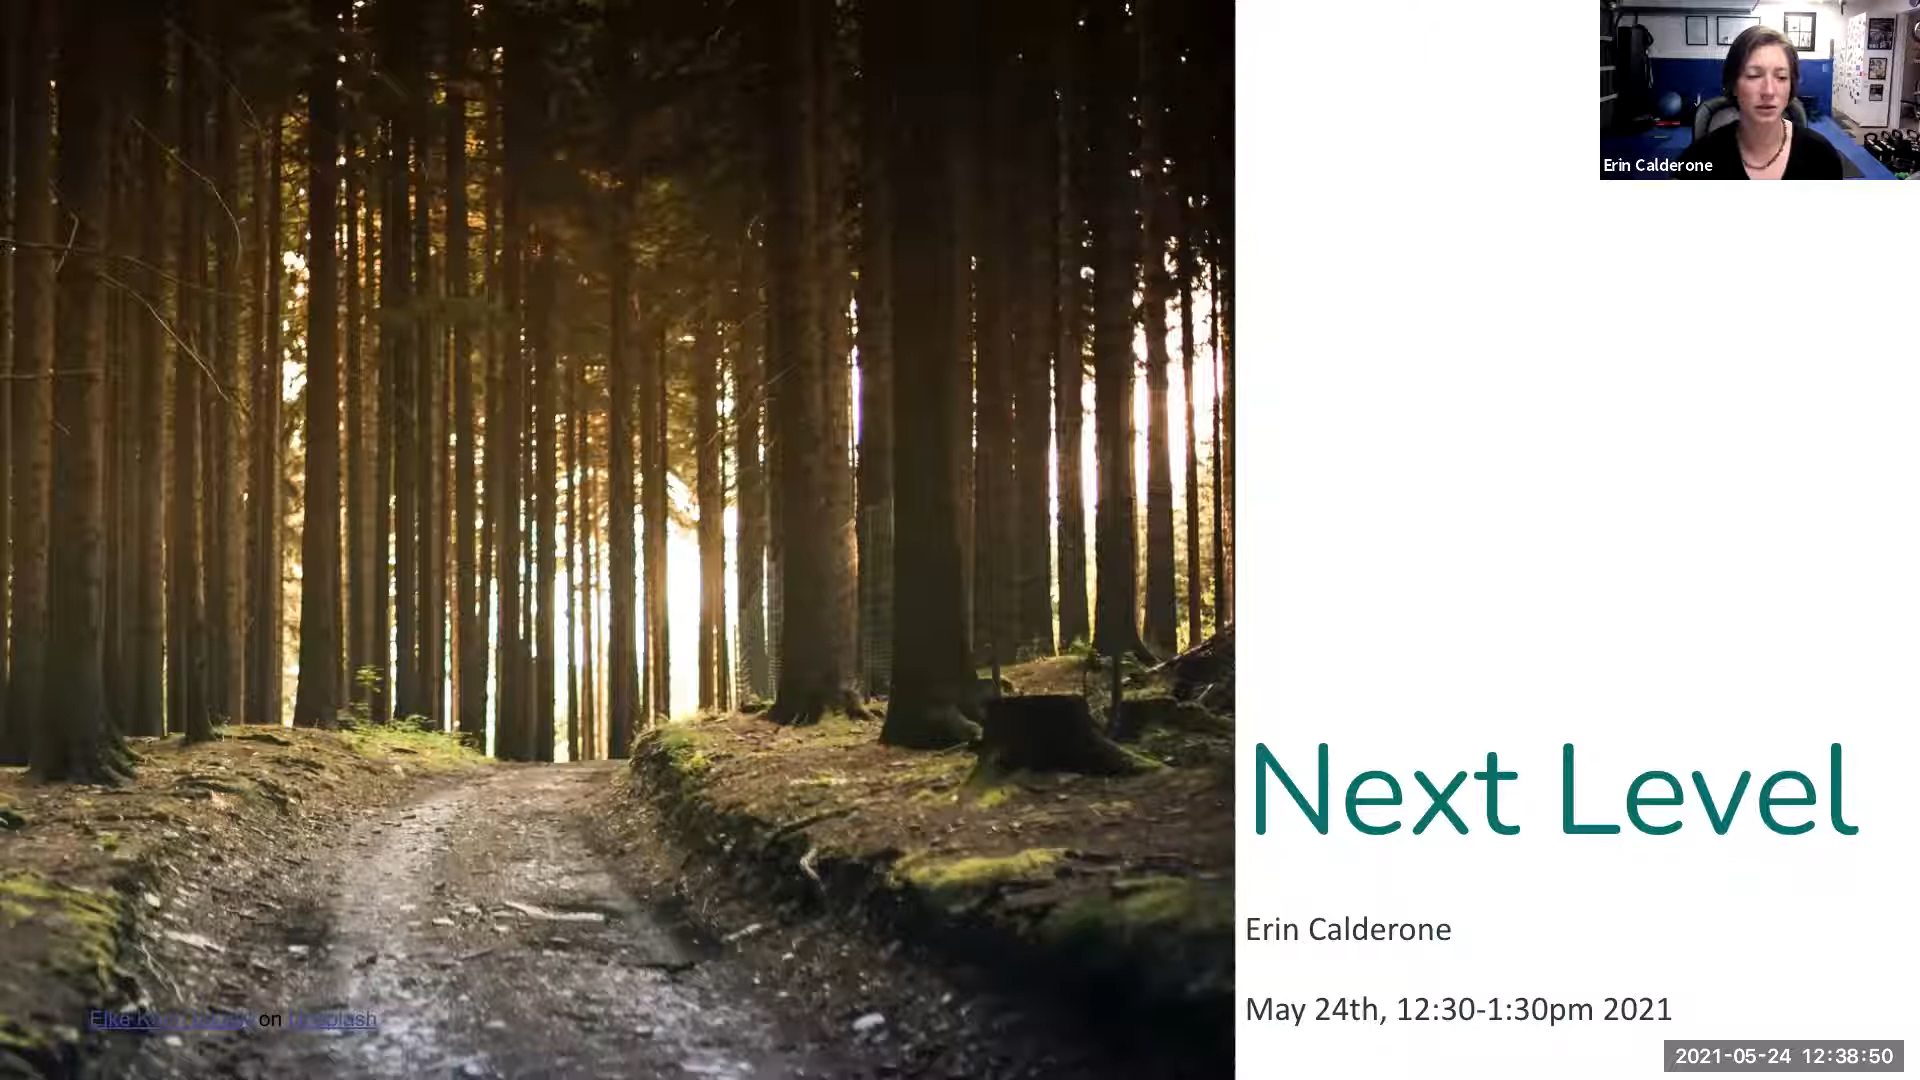 Erin Calderone
Next Level
Erin Calderone
May 24th, 12:30-1:30pm 2021
on Unsplash
2021-05-24 12:38:50